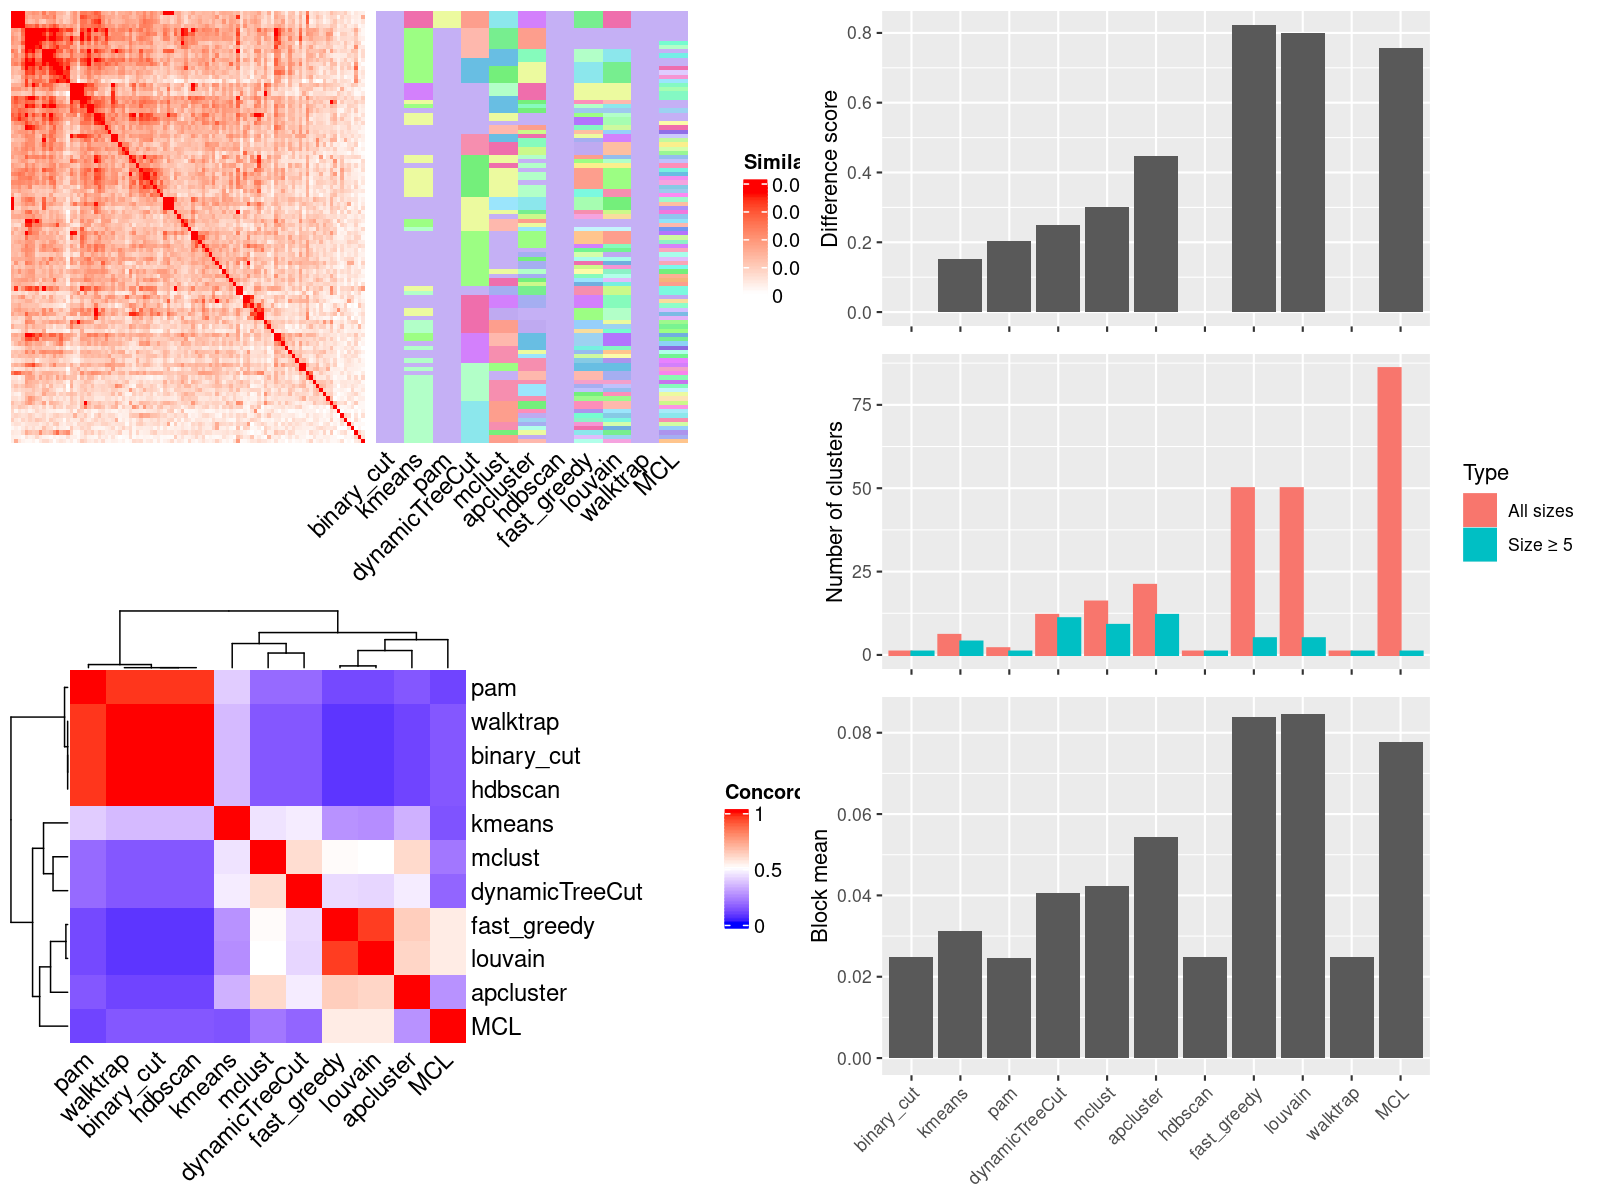 Simila
0.0
0.0
0.0
0.0
0
binary_cut
kmeans
pam
dynamicTreeCut
mclust
apcluster
hdbscan
fast_greedy
louvain
walktrap
MCL
pam
walktrap
binary_cut
hdbscan
kmeans
mclust
dynamicTreeCut
fast_greedy
louvain
apcluster
MCL
pam
walktrap
binary_cut
hdbscan
kmeans
mclust
dynamicTreeCut
fast_greedy
louvain
apcluster
MCL
Concord
1
0.5
0
Difference score
0.8
0.6
0.4
0.2
0.0
Number of clusters
75
50
25
0
Type
All sizes
Size ≥ 5
Block mean
0.08
0.06
0.04
0.02
0.00
binary_cut
kmeans
pam
dynamicTreeCut
mclust
apcluster
hdbscan
fast_greedy
louvain
walktrap
MCL